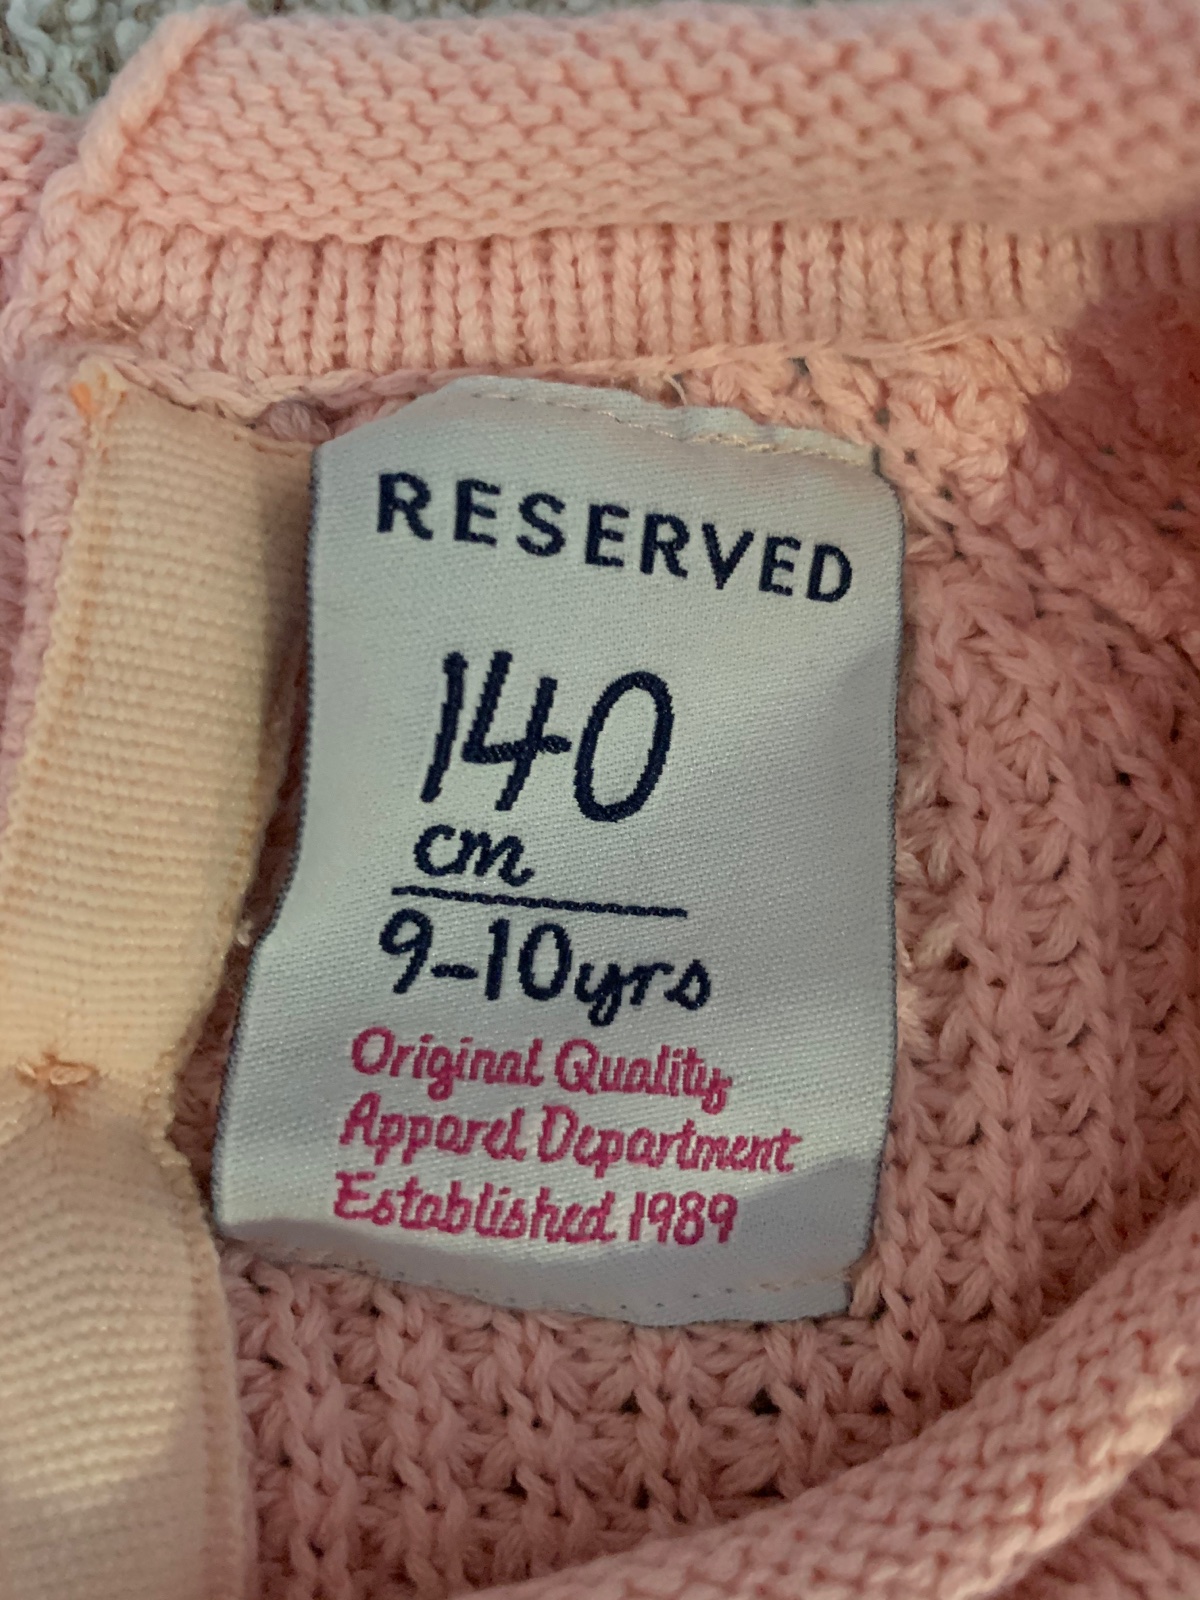 RESERVED
140
cm
9-10yrs
Original Quality
Apparel Department
Established 1989